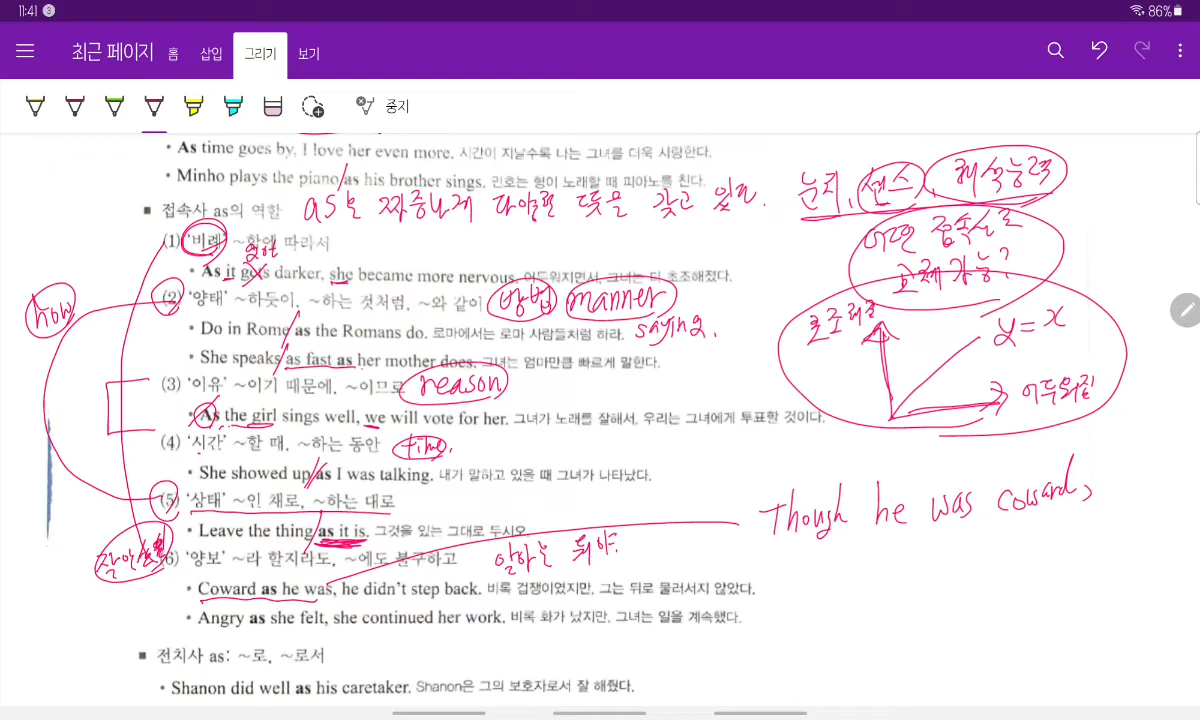 11:41 86%
최근 페이지 홈 삽입 그리기 보기
중지
• As time goes by, I love her even more. 시간이 지날수록 나는 그녀를 더욱 사랑한다.
• Minho plays the piano/as his brother sings. 민호는 형이 노래할 때 피아노를 친다.
■ 접속사 as의 역할 as는 짜증나게 다양한 뜻을 갖고 있다. 눈치, 센스, 해석능력
어떤 접속사로
교체 가능?
(1) '비례' ~함에 따라서
• As it gets darker, she became more nervous. 어두워지면서, 그녀는 더 초조해졌다.
how
(2) '양태' ~하듯이, ~하는 것처럼, ~와 같이 방법 manner
초조해짐 y=x
어두워짐
• Do in Rome as the Romans do. 로마에서는 로마 사람들처럼 하라. saying.
• She speaks as fast as her mother does. 그녀는 엄마만큼 빠르게 말한다.
(3) '이유' ~이기 때문에, ~이므로 reason
• As the girl sings well, we will vote for her. 그녀가 노래를 잘해서, 우리는 그녀에게 투표할 것이다.
(4) '시간' ~할 때, ~하는 동안 time.
• She showed up/as I was talking. 내가 말하고 있을 때 그녀가 나타났다.
(5) '상태' ~인 채로, ~하는 대로
Though he was coward,
• Leave the thing as it is. 그것을 있는 그대로 두시오.
(6) '양보' ~라 할지라도, ~에도 불구하고
• Coward as he was, he didn't step back. 비록 겁쟁이였지만, 그는 뒤로 물러서지 않았다.
• Angry as she felt, she continued her work. 비록 화가 났지만, 그녀는 일을 계속했다.
■ 전치사 as: ~로, ~로서
• Shanon did well as his caretaker. Shanon은 그의 보호자로서 잘 해줬다.